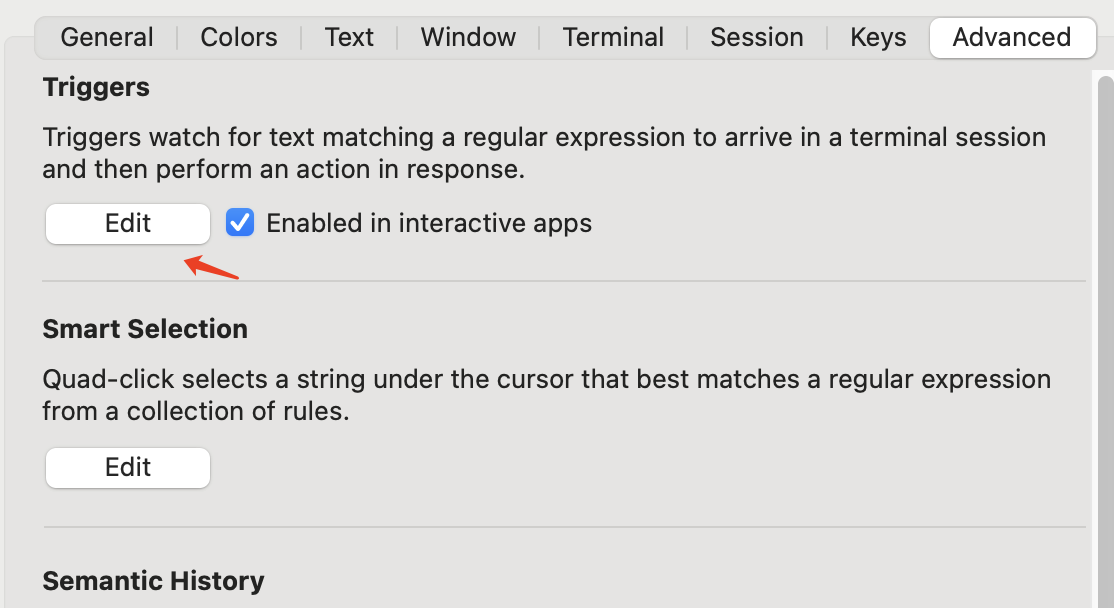 General Colors Text Window Terminal Session Keys Advanced
Triggers
Triggers watch for text matching a regular expression to arrive in a terminal session
and then perform an action in response.
Edit Enabled in interactive apps
Smart Selection
Quad-click selects a string under the cursor that best matches a regular expression
from a collection of rules.
Edit
Semantic History